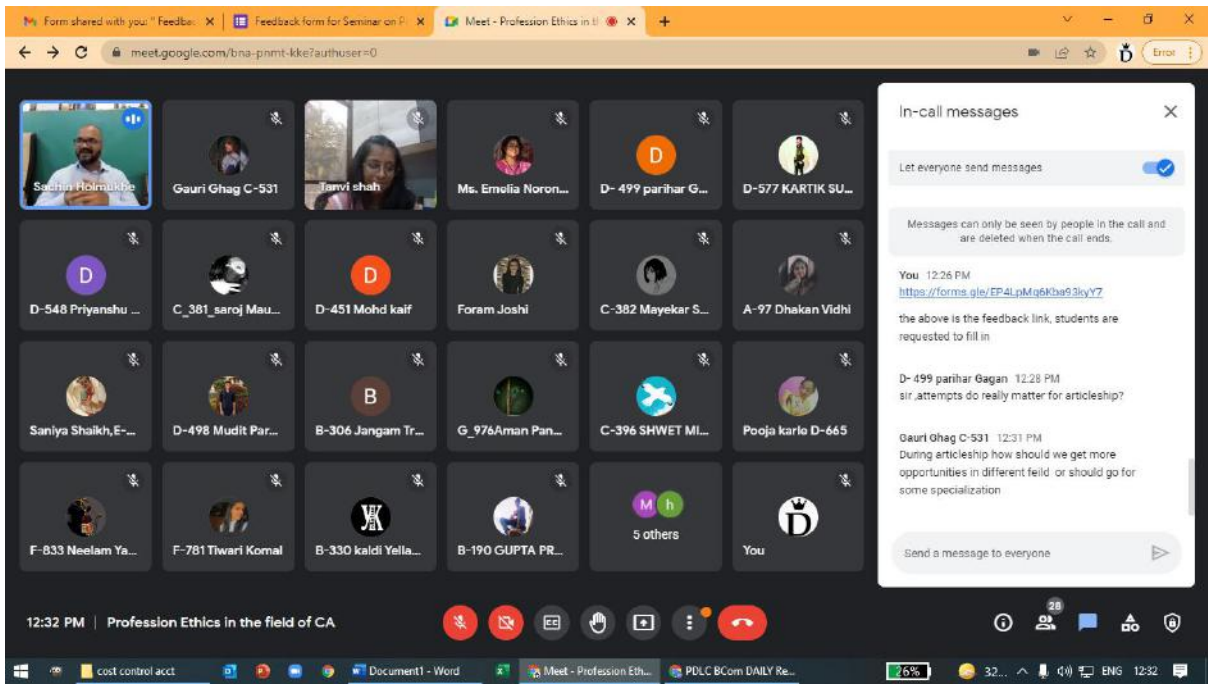 Form shared with you: "Feedbac
Feedback form for Seminar on P
Meet - Profession Ethics in t
meet.google.com/bna-pnmt-kke?authuser=0
Error
Sachin Holmukhe
Gauri Ghag C-531
Tanvi shah
Ms. Emelia Noron...
D- 499 parihar G...
D-577 KARTIK SU...
D
D
D-548 Priyanshu ...
C_381_saroj Mau...
D
D-451 Mohd kaif
Foram Joshi
C-382 Mayekar S...
A-97 Dhakan Vidhi
Saniya Shaikh,E-...
D-498 Mudit Par...
B
B-306 Jangam Tr...
G_976Aman Pan...
C-396 SHWET MI...
Pooja karle D-665
F-833 Neelam Ya...
F-781 Tiwari Komal
B-330 kaldi Yella...
B-190 GUPTA PR...
M h
5 others
D
You
In-call messages
Let everyone send messages
Messages can only be seen by people in the call and
are deleted when the call ends.
You 12:26 PM
https://forms.gle/EP4LpMq6Kba93kyY7
the above is the feedback link, students are
requested to fill in
D- 499 parihar Gagan 12:28 PM
sir ,attempts do really matter for articleship?
Gauri Ghag C-531 12:31 PM
During articleship how should we get more
opportunities in different feild or should go for
some specialization
Send a message to everyone
12:32 PM | Profession Ethics in the field of CA
CC
28
cost control acct
Document1 - Word
Meet - Profession Eth...
PDLC BCom DAILY Re...
26%
32...
ENG
12:32